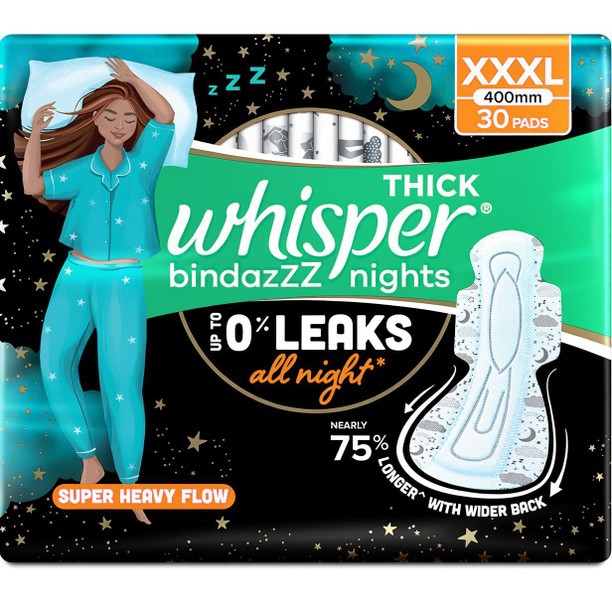 z z z
XXXL
400mm
30 PADS
THICK
whisper®
bindazZZ nights
UP TO 0% LEAKS
all night*
NEARLY
75%
LONGER^ WITH WIDER BACK
SUPER HEAVY FLOW